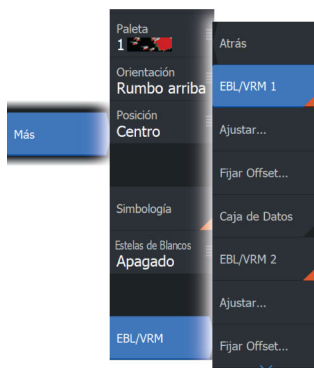 Más
Paleta
1
Orientación
Rumbo arriba
Posición
Centro
Simbología
Estelas de Blancos
Apagado
EBL/VRM
Atrás
EBL/VRM 1
Ajustar...
Fijar Offset...
Caja de Datos
EBL/VRM 2
Ajustar...
Fijar Offset...